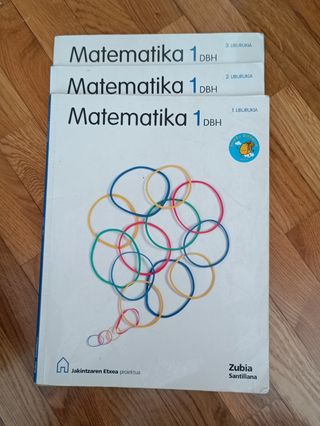 3. LIBURUKIA
Matematika 1 DBH
2. LIBURUKIA
Matematika 1 DBH
1. LIBURUKIA
Matematika 1 DBH
Jakintzaren Etxea proiektua
Zubia
Santillana